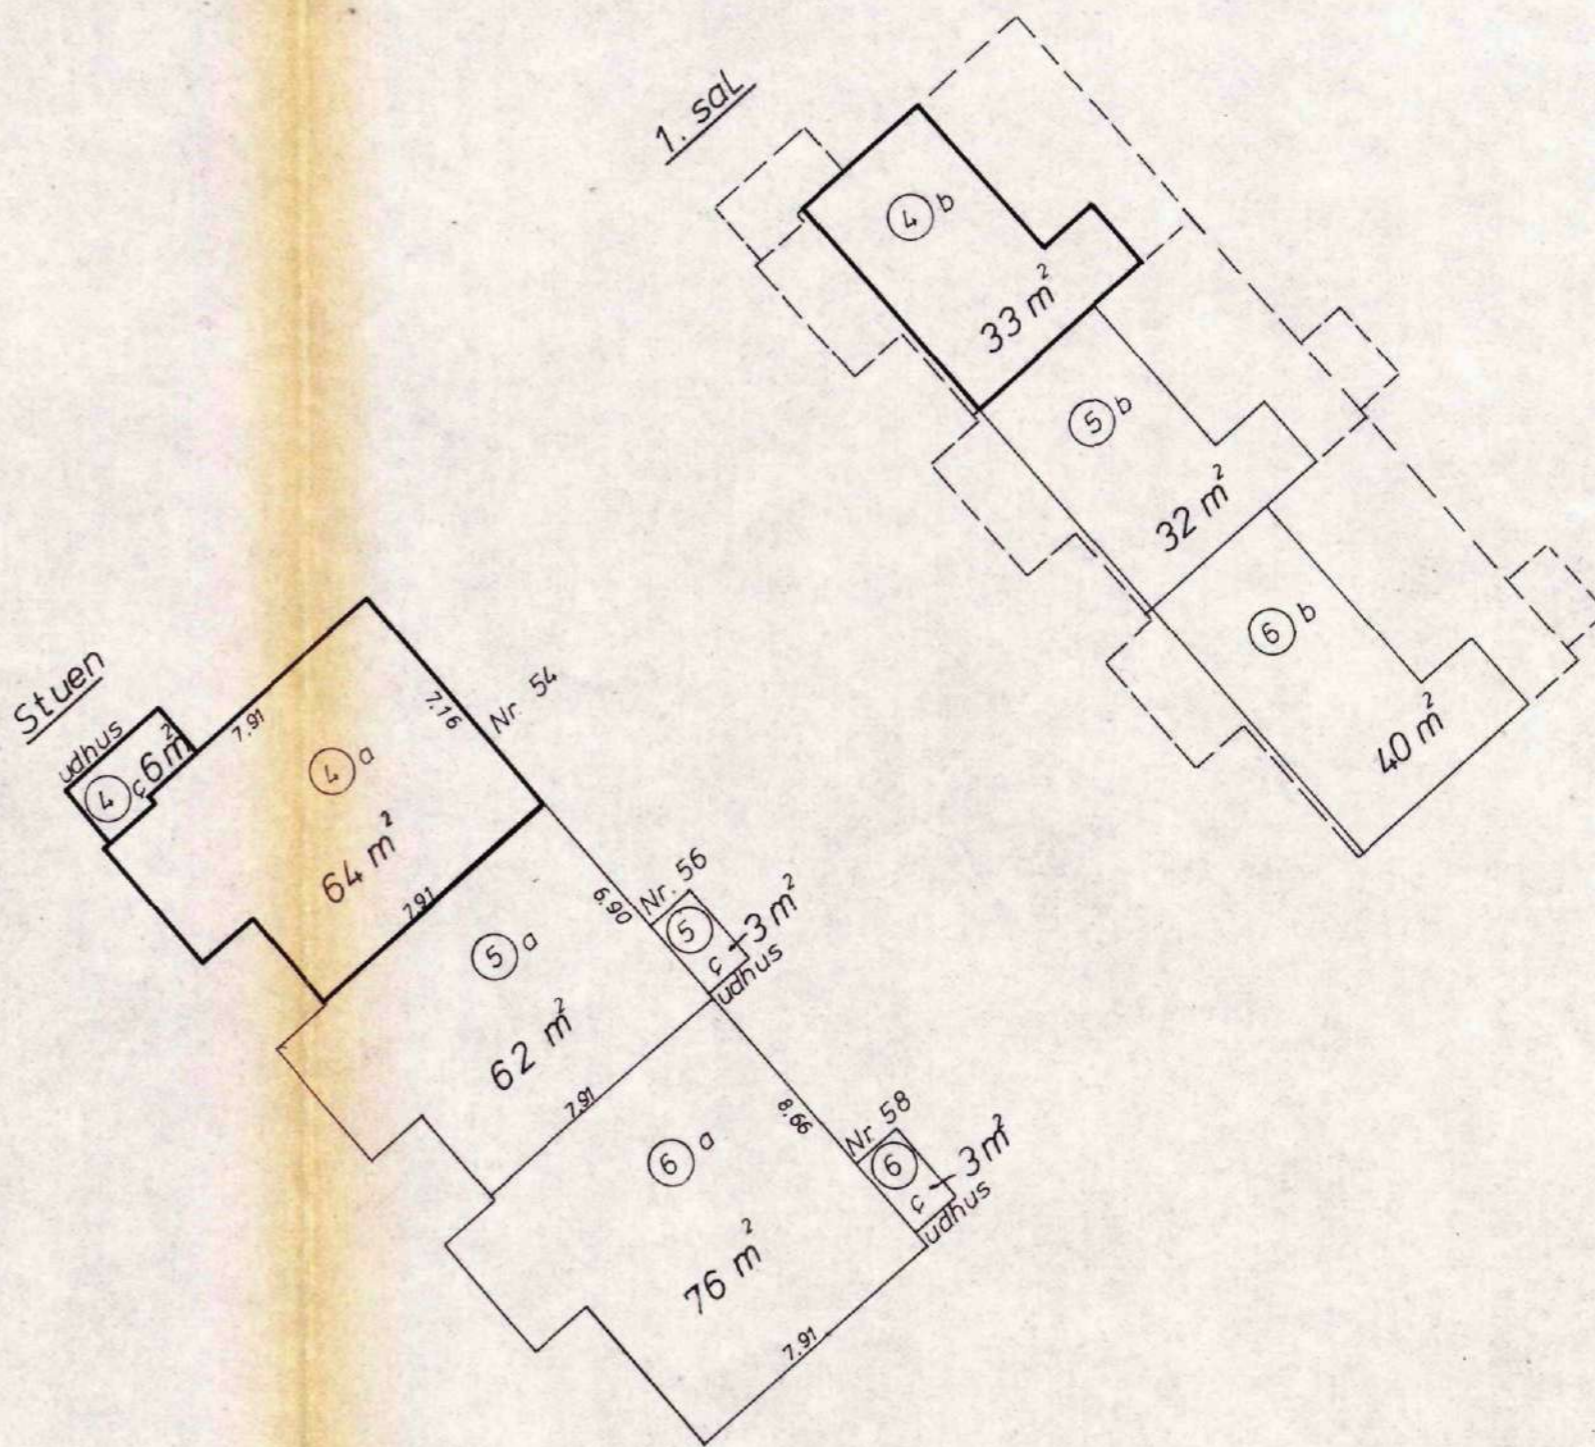 1. sal
4 b
33 m²
5 b
32 m²
6 b
40 m²
Stuen
udhus
4 c 6 m²
7.91
7.16
Nr. 54
4 a
64 m²
7.91
6.90
Nr. 56
5 c 3 m²
udhus
5 a
62 m²
7.91
8.66
Nr 58
6 c 3 m²
udhus
6 a
76 m²
7.91